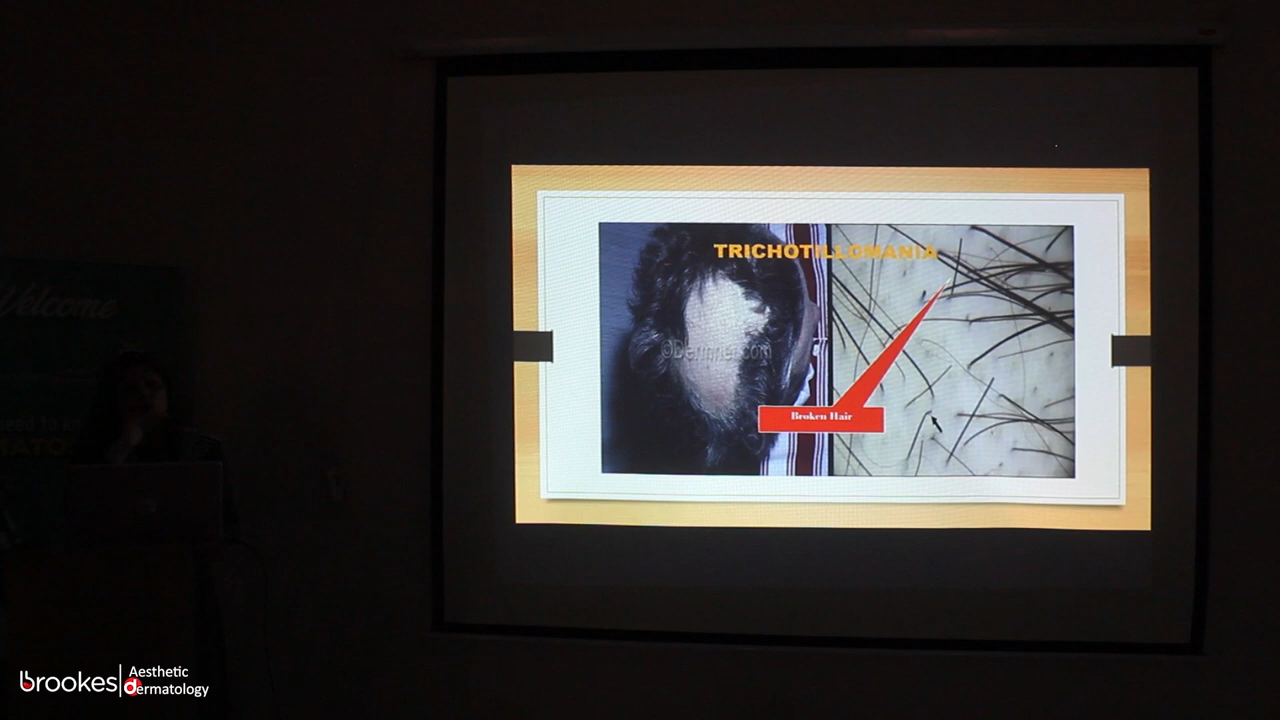 TRICHOTILLOMANIA
©DermNet.com
Broken Hair
Welcome
brookes
Aesthetic
dermatology